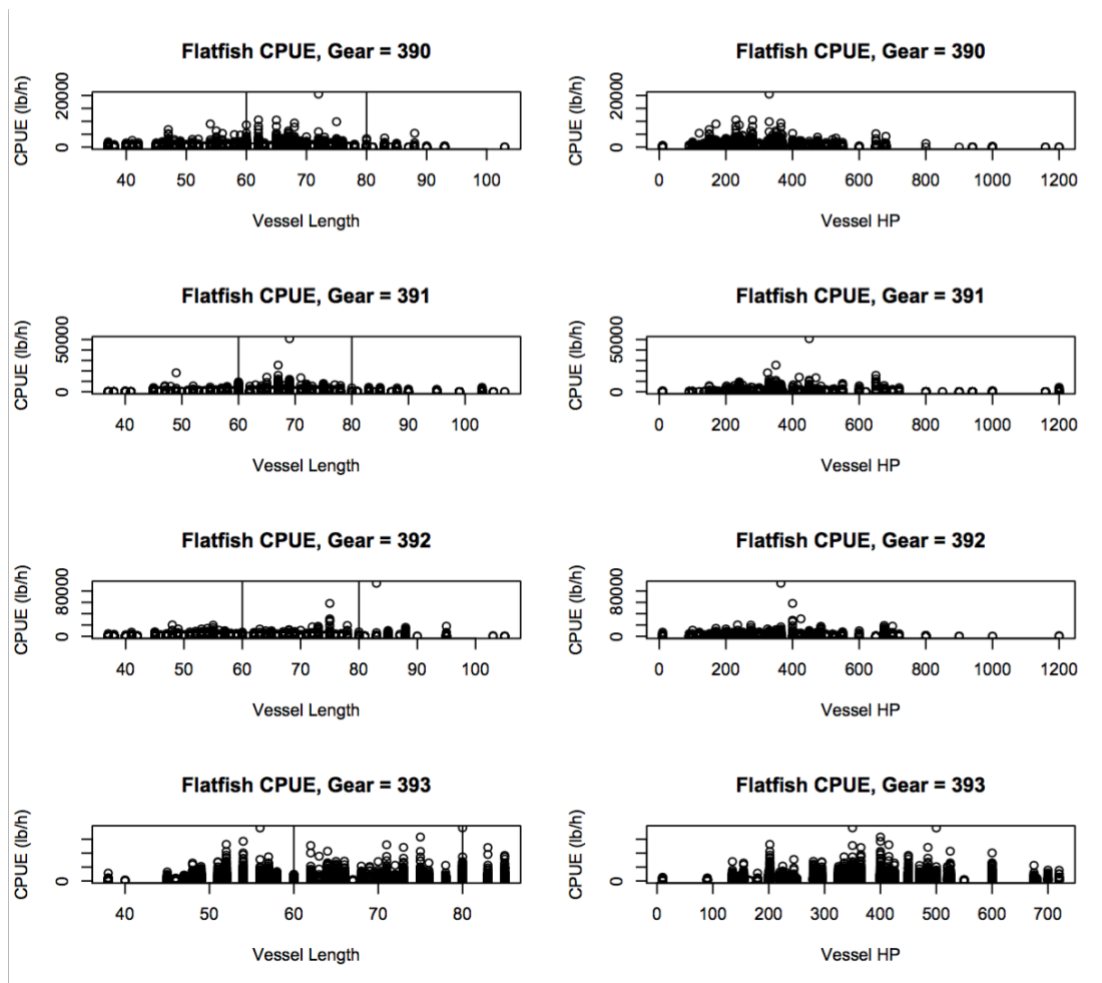 Flatfish CPUE, Gear = 390
CPUE (lb/h)
0 20000
40 50 60 70 80 90 100
Vessel Length
Flatfish CPUE, Gear = 390
CPUE (lb/h)
0 20000
0 200 400 600 800 1000 1200
Vessel HP
Flatfish CPUE, Gear = 391
CPUE (lb/h)
0 50000
40 50 60 70 80 90 100
Vessel Length
Flatfish CPUE, Gear = 391
CPUE (lb/h)
0 50000
0 200 400 600 800 1000 1200
Vessel HP
Flatfish CPUE, Gear = 392
CPUE (lb/h)
0 80000
40 50 60 70 80 90 100
Vessel Length
Flatfish CPUE, Gear = 392
CPUE (lb/h)
0 80000
0 200 400 600 800 1000 1200
Vessel HP
Flatfish CPUE, Gear = 393
CPUE (lb/h)
0
40 50 60 70 80
Vessel Length
Flatfish CPUE, Gear = 393
CPUE (lb/h)
0
0 100 200 300 400 500 600 700
Vessel HP